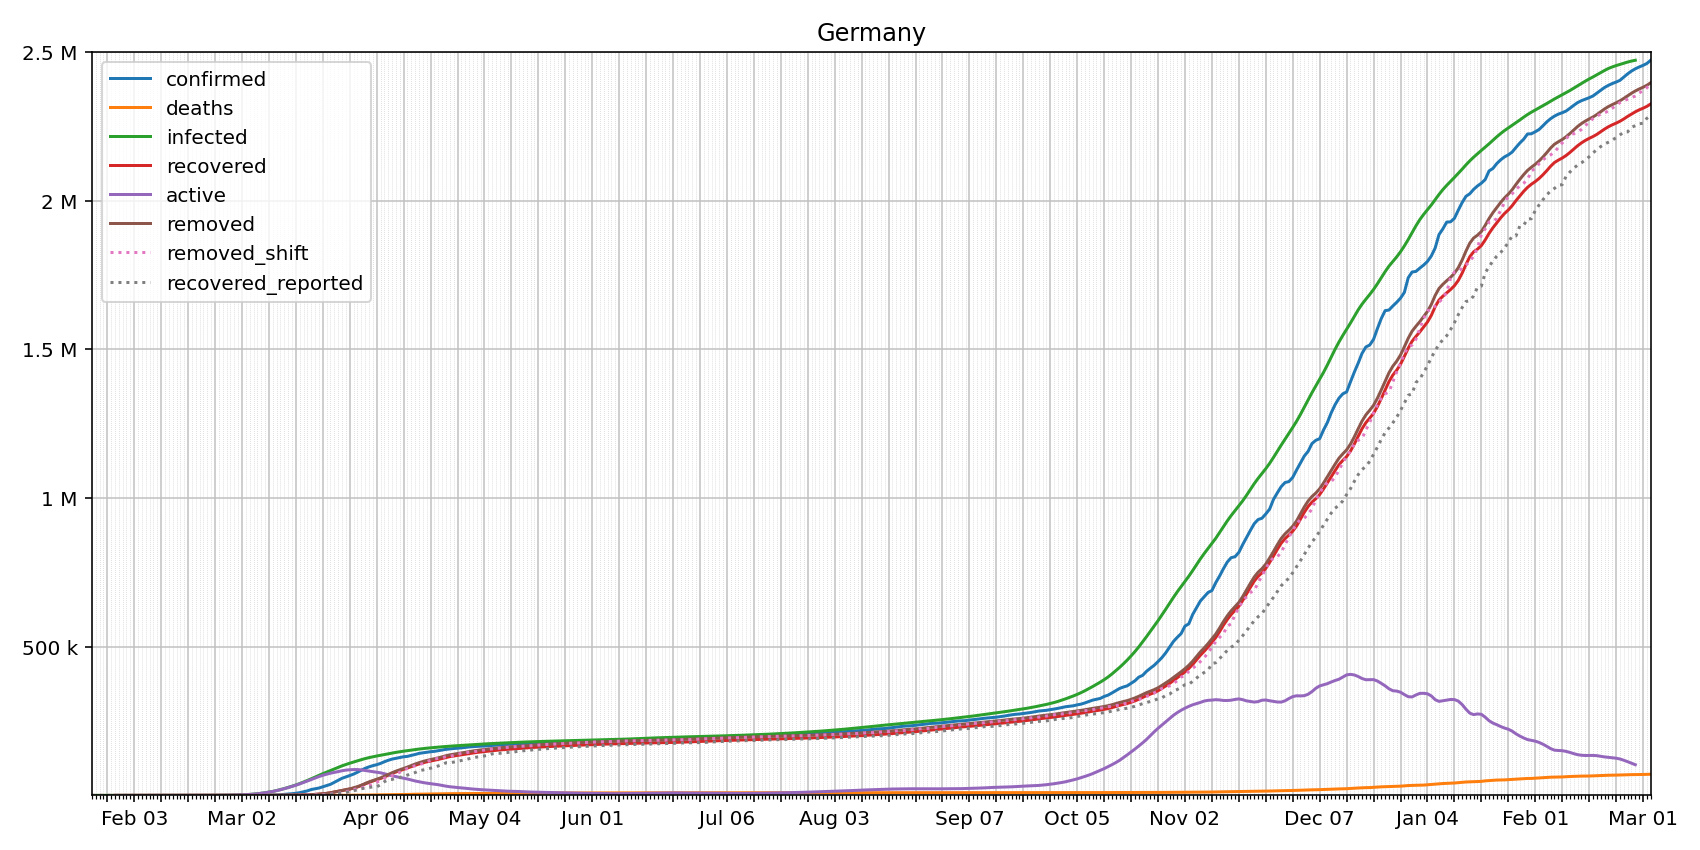 Germany
2.5 M
2 M
1.5 M
1 M
500 k
confirmed
deaths
infected
recovered
active
removed
removed_shift
recovered_reported
Feb 03 Mar 02 Apr 06 May 04 Jun 01 Jul 06 Aug 03 Sep 07 Oct 05 Nov 02 Dec 07 Jan 04 Feb 01 Mar 01